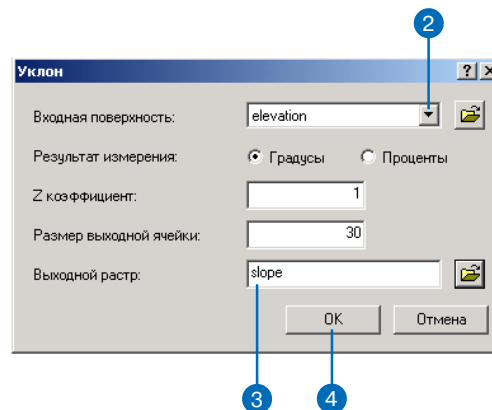 2
Уклон
Входная поверхность: elevation
Результат измерения: Градусы Проценты
Z коэффициент: 1
Размер выходной ячейки: 30
Выходной растр: slope
OK Отмена
3 4